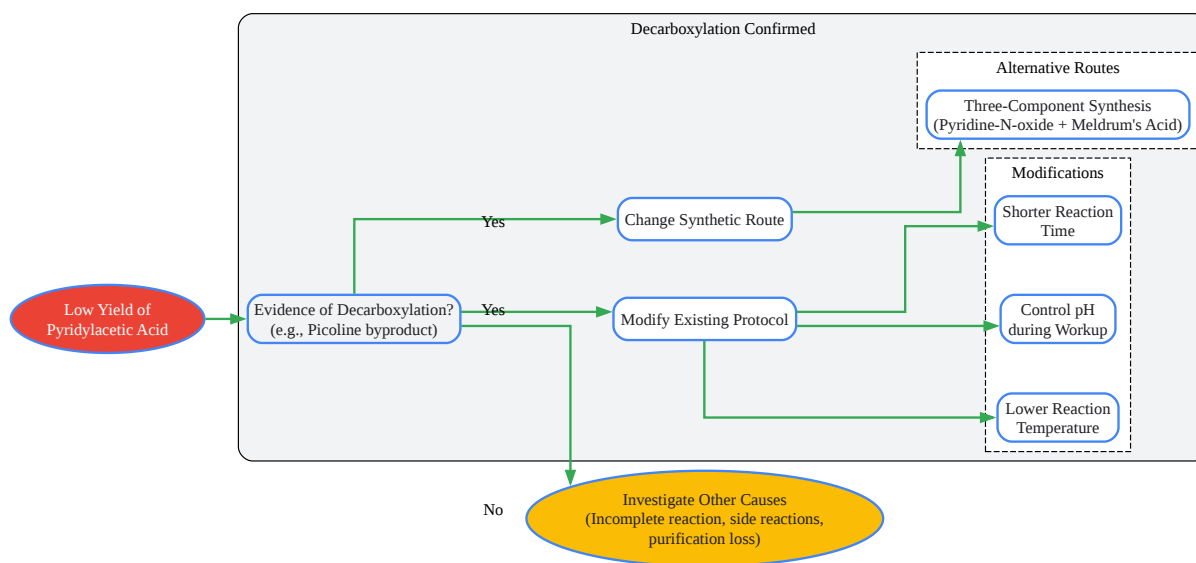 Decarboxylation Confirmed
Alternative Routes
Three-Component Synthesis
(Pyridine-N-oxide + Meldrum's Acid)
Modifications
Shorter Reaction
Time
Yes
Change Synthetic Route
Low Yield of
Pyridylacetic Acid
Evidence of Decarboxylation?
(e.g., Picoline byproduct)
Yes
Modify Existing Protocol
Control pH
during Workup
Lower Reaction
Temperature
No
Investigate Other Causes
(Incomplete reaction, side reactions,
purification loss)